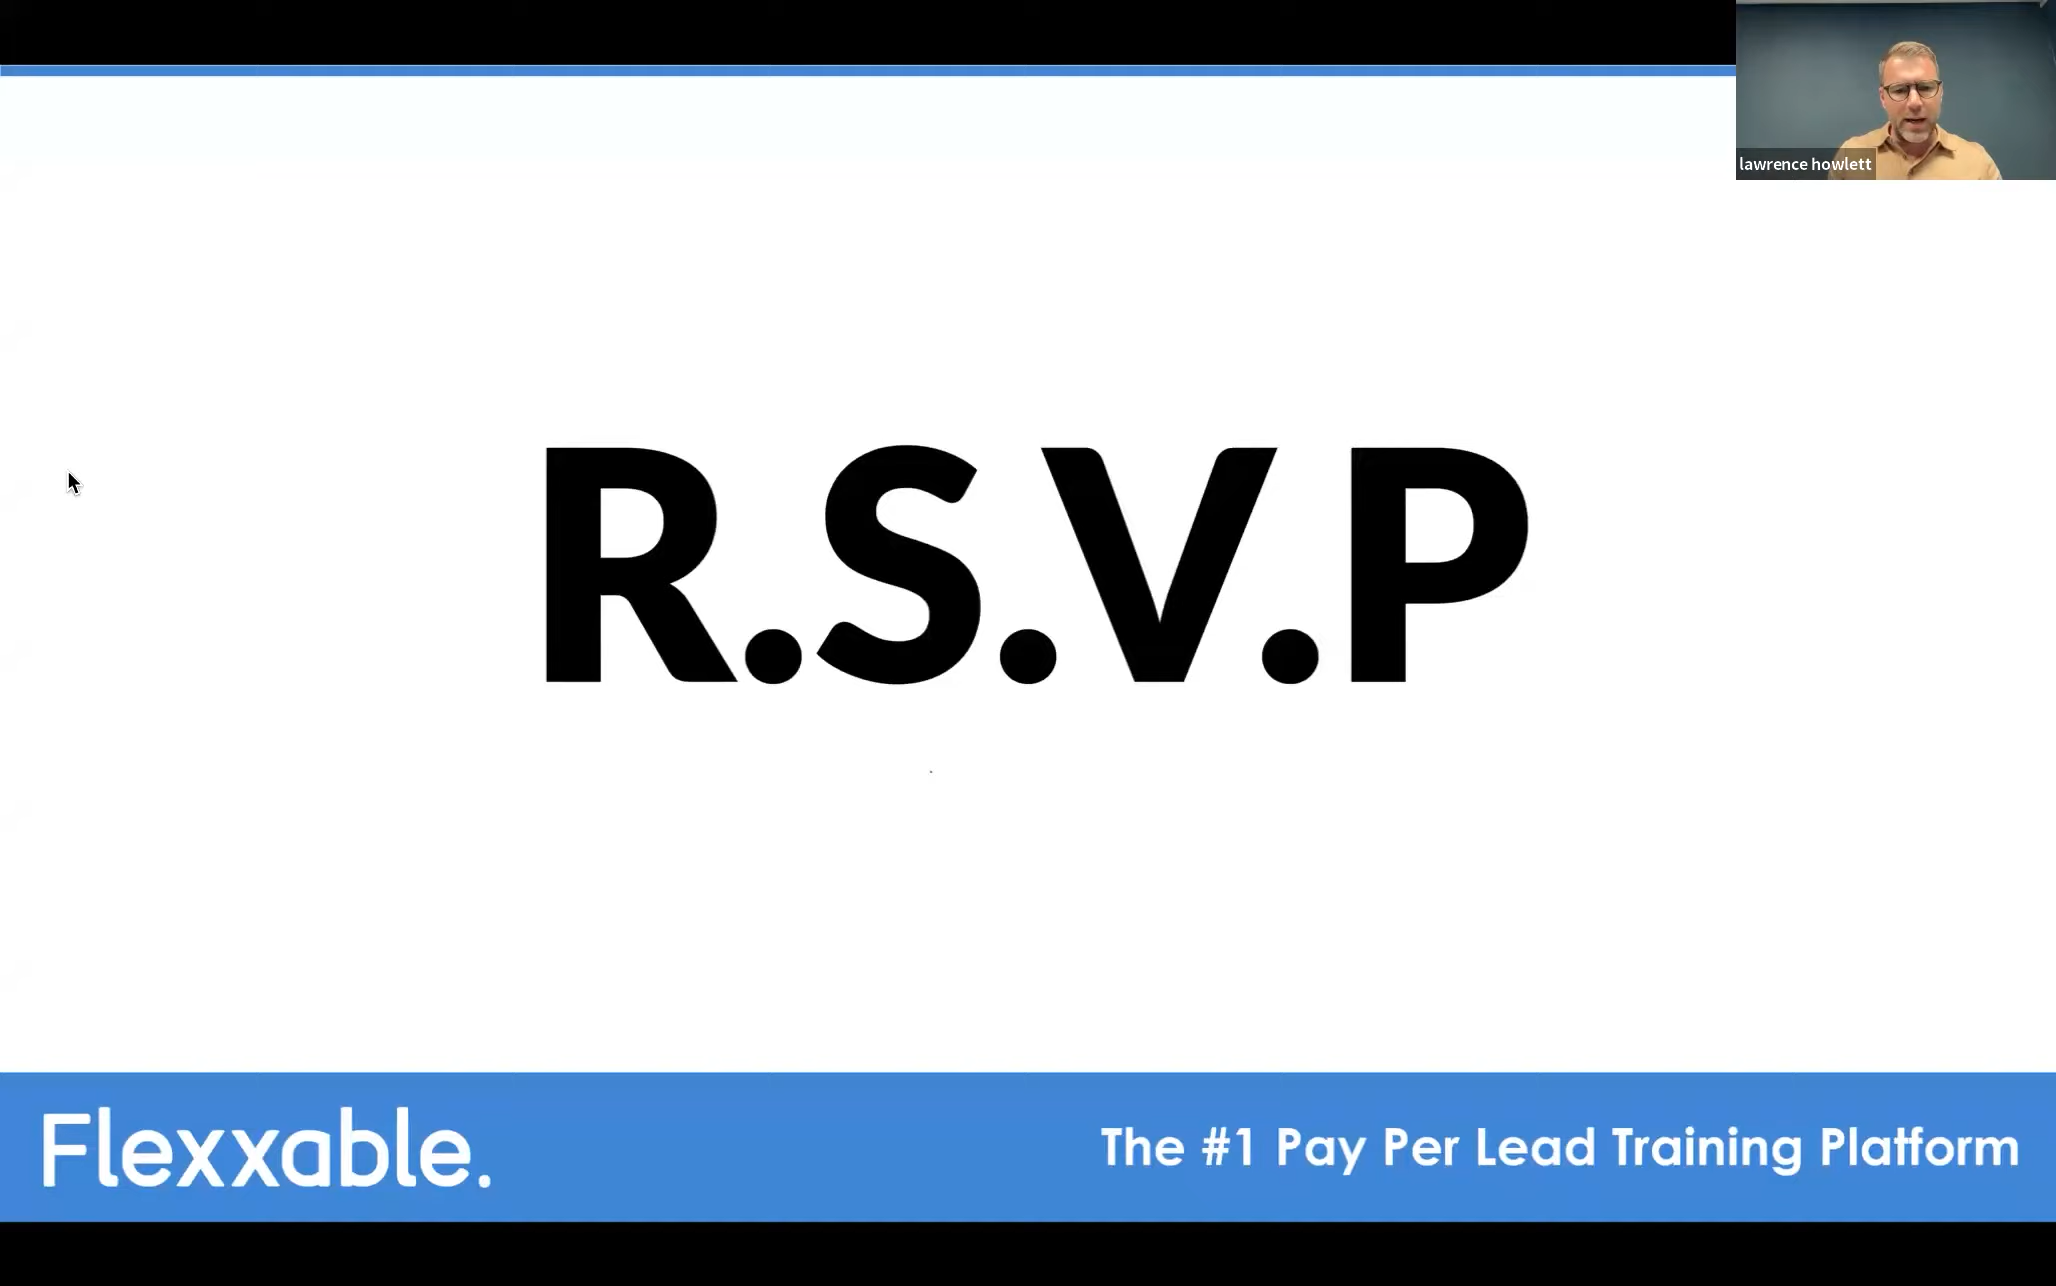 lawrence howlett
R.S.V.P
Flexxable.
The #1 Pay Per Lead Training Platform